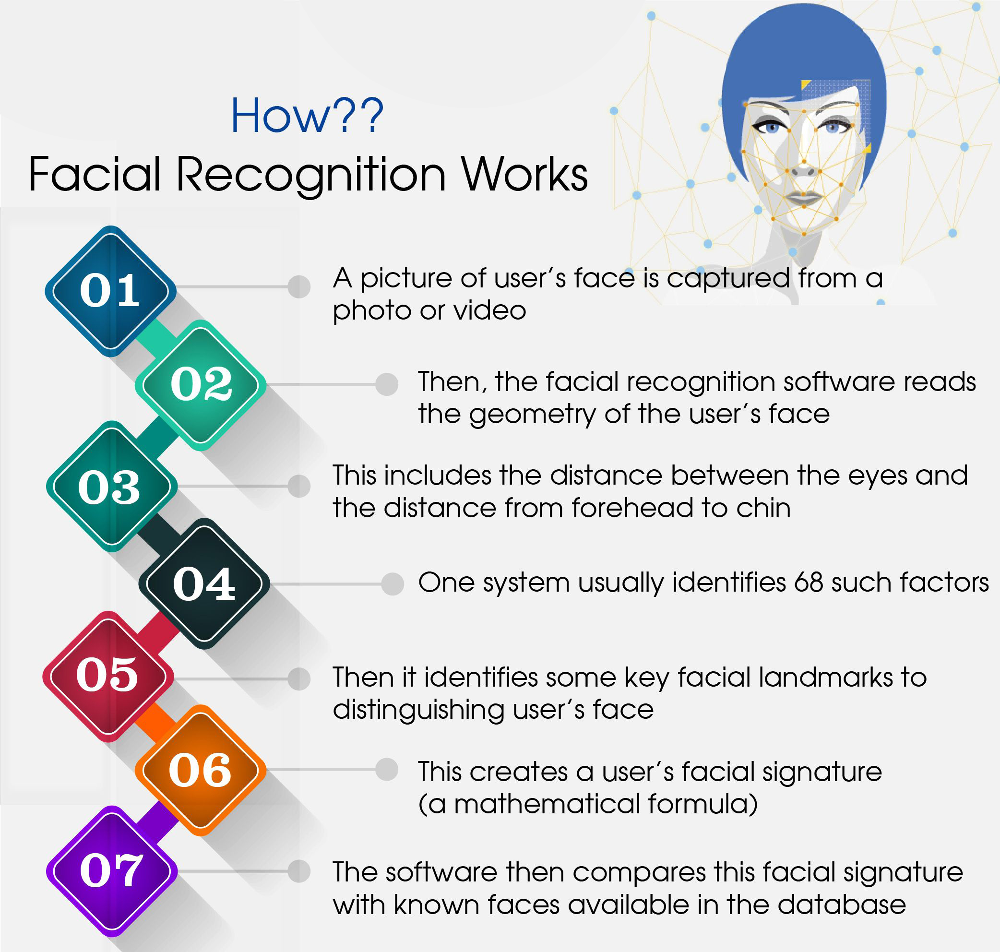 How??
Facial Recognition Works
01
A picture of user's face is captured from a
photo or video
02
Then, the facial recognition software reads
the geometry of the user's face
03
This includes the distance between the eyes and
the distance from forehead to chin
04
One system usually identifies 68 such factors
05
Then it identifies some key facial landmarks to
distinguishing user's face
06
This creates a user's facial signature
(a mathematical formula)
07
The software then compares this facial signature
with known faces available in the database